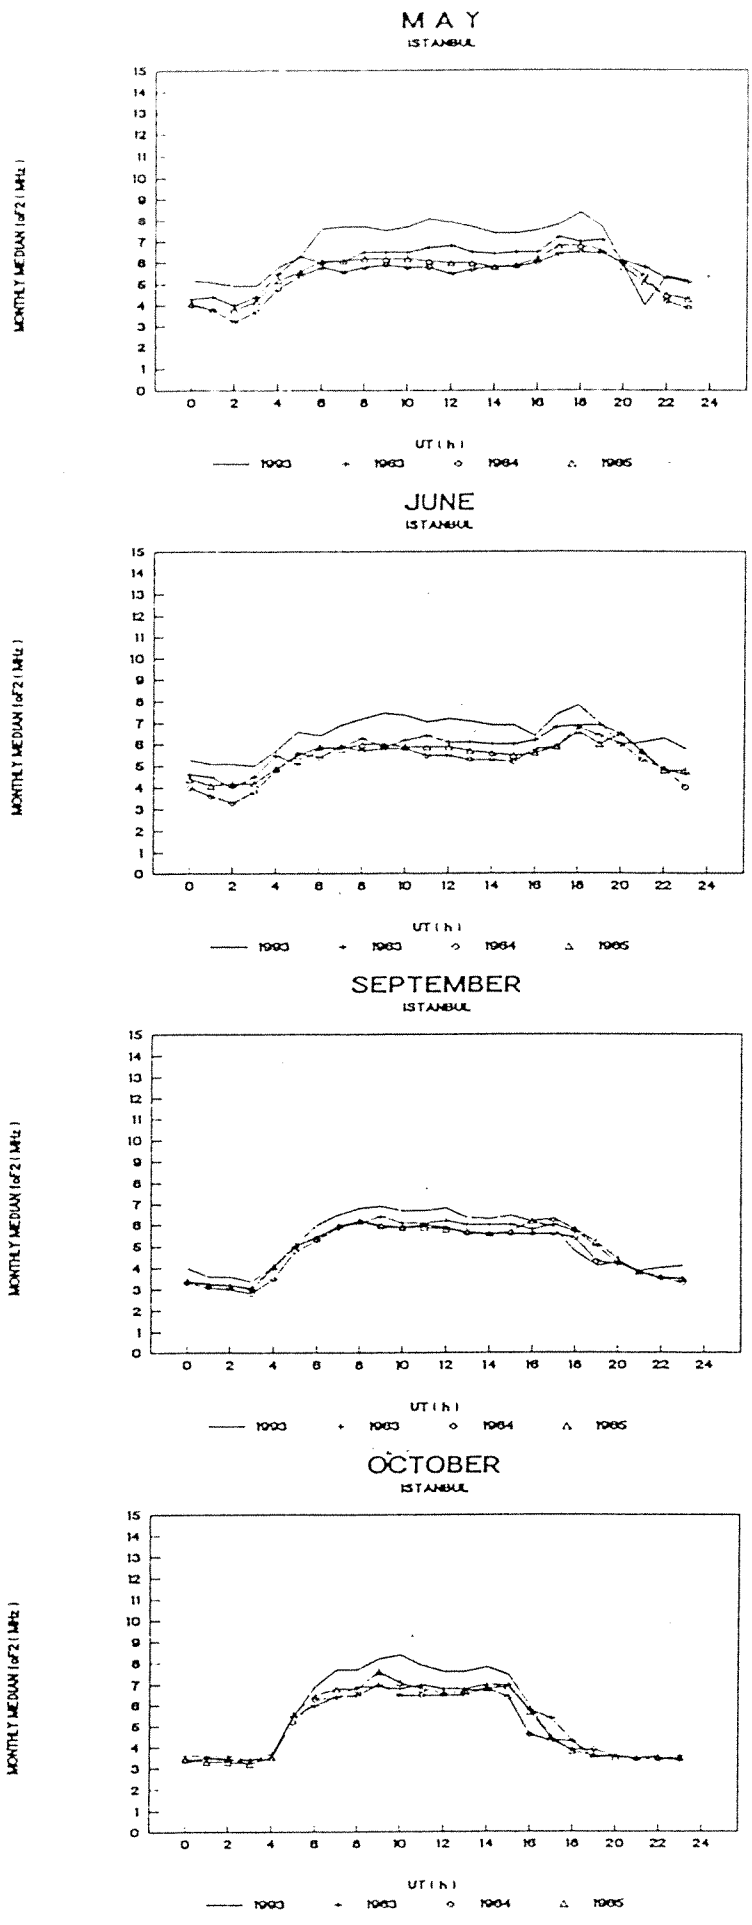 MAY
ISTANBUL
MONTHLY MEDIAN foF2 (MHz)
15
14
13
12
11
10
9
8
7
6
5
4
3
2
1
0
0 2 4 6 8 10 12 14 16 18 20 22 24
UT (h)
1993 1963 1964 1965
JUNE
ISTANBUL
MONTHLY MEDIAN foF2 (MHz)
15
14
13
12
11
10
9
8
7
6
5
4
3
2
1
0
0 2 4 6 8 10 12 14 16 18 20 22 24
UT (h)
1993 1963 1964 1965
SEPTEMBER
ISTANBUL
MONTHLY MEDIAN foF2 (MHz)
15
14
13
12
11
10
9
8
7
6
5
4
3
2
1
0
0 2 4 6 8 10 12 14 16 18 20 22 24
UT (h)
1993 1963 1964 1965
OCTOBER
ISTANBUL
MONTHLY MEDIAN foF2 (MHz)
15
14
13
12
11
10
9
8
7
6
5
4
3
2
1
0
0 2 4 6 8 10 12 14 16 18 20 22 24
UT (h)
1993 1963 1964 1965